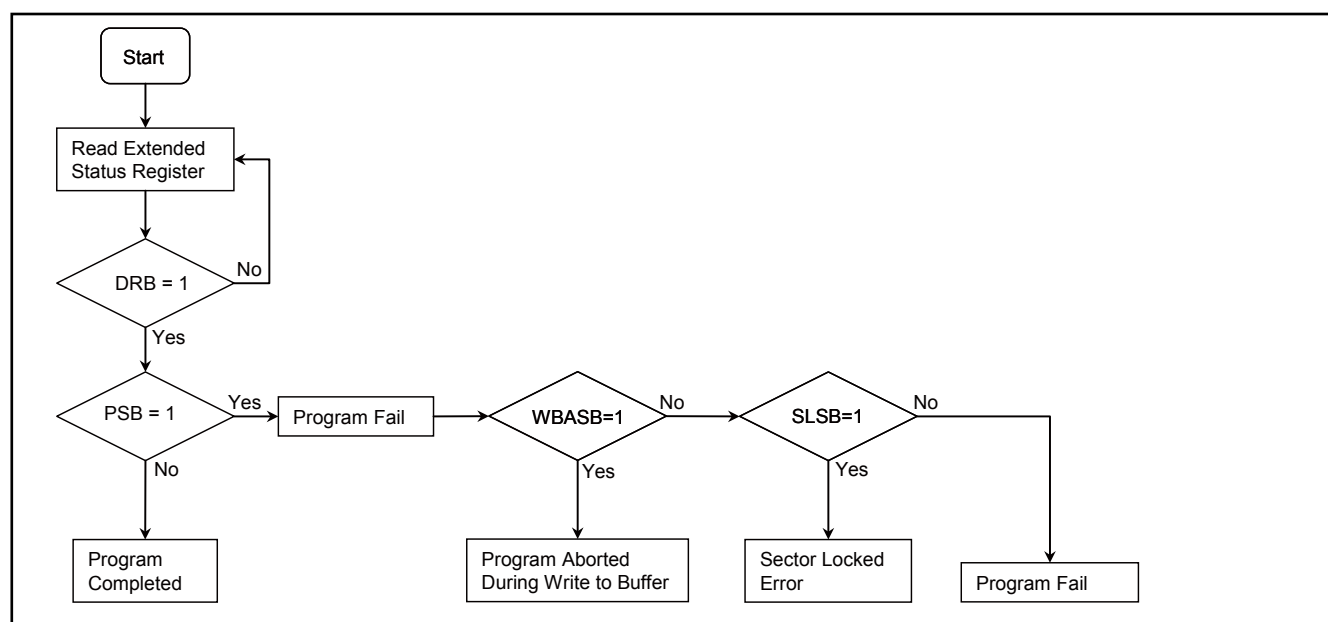 Start
Read Extended
Status Register
DRB = 1
No
Yes
PSB = 1
Yes
No
Program Fail
WBASB=1
No
Yes
SLSB=1
No
Yes
Program
Completed
Program Aborted
During Write to Buffer
Sector Locked
Error
Program Fail